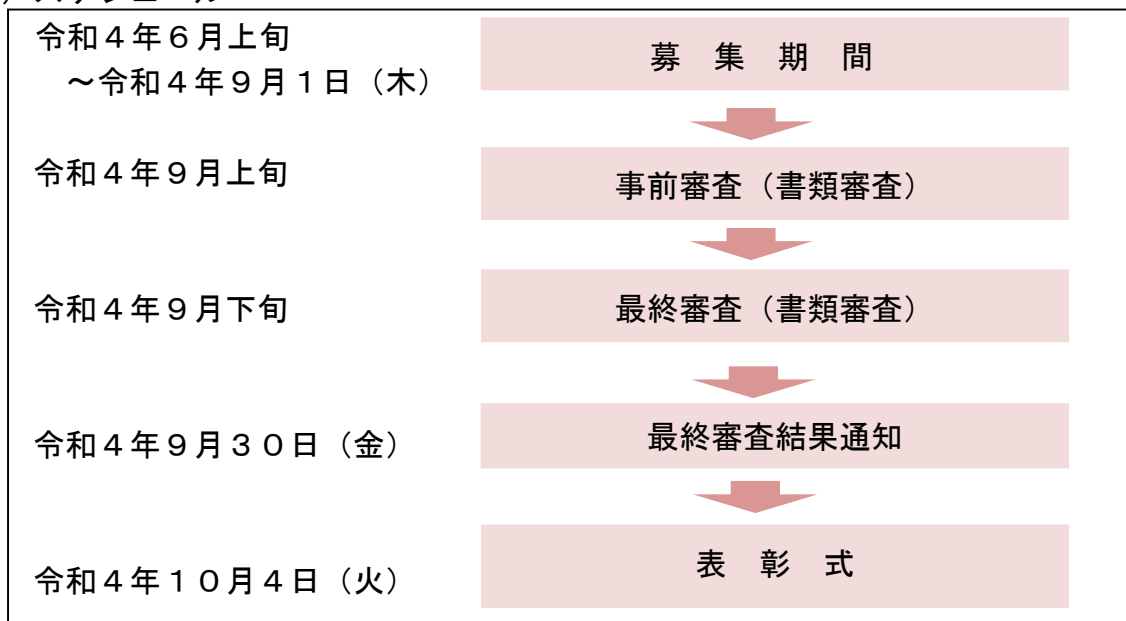 令和４年６月上旬
～令和４年９月１日（木）
募　集　期　間
令和４年９月上旬
事前審査（書類審査）
令和４年９月下旬
最終審査（書類審査）
令和４年９月３０日（金）
最終審査結果通知
令和４年１０月４日（火）
表　彰　式